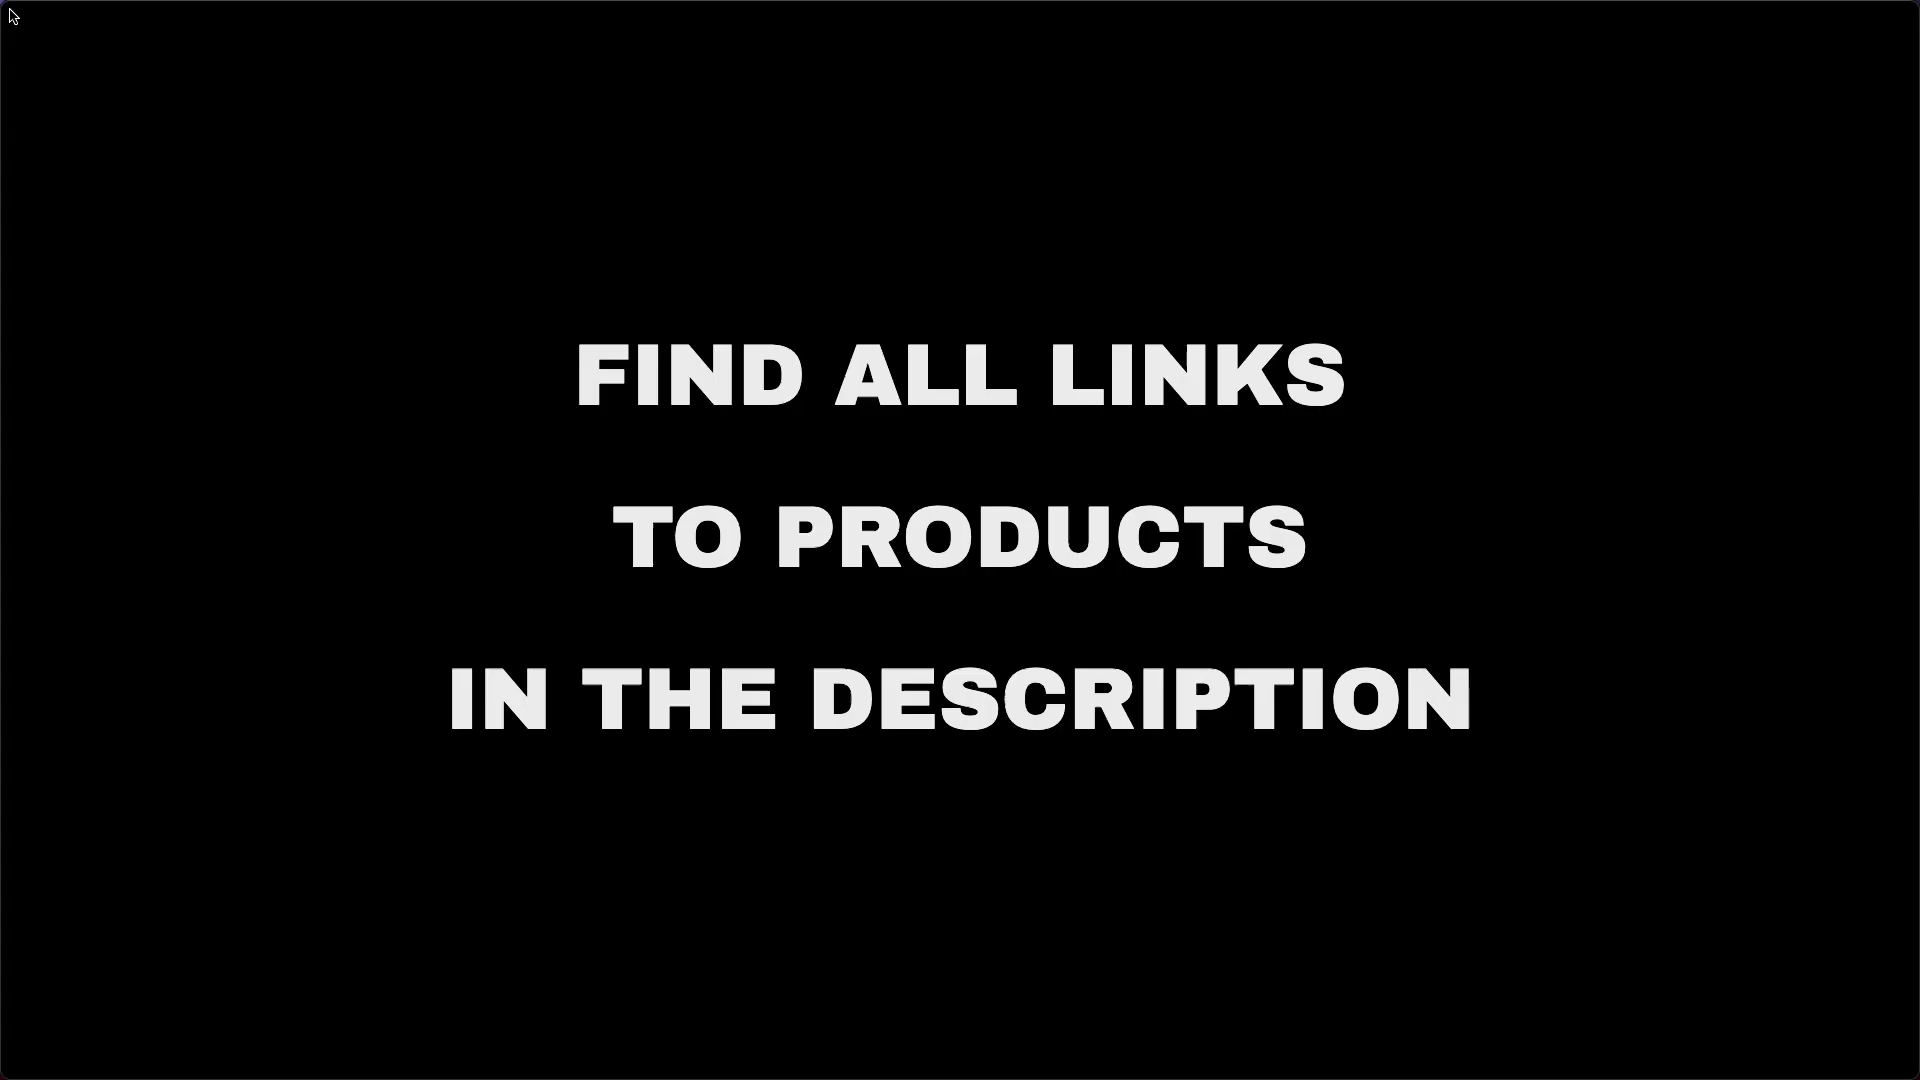 FIND ALL LINKS
TO PRODUCTS
IN THE DESCRIPTION